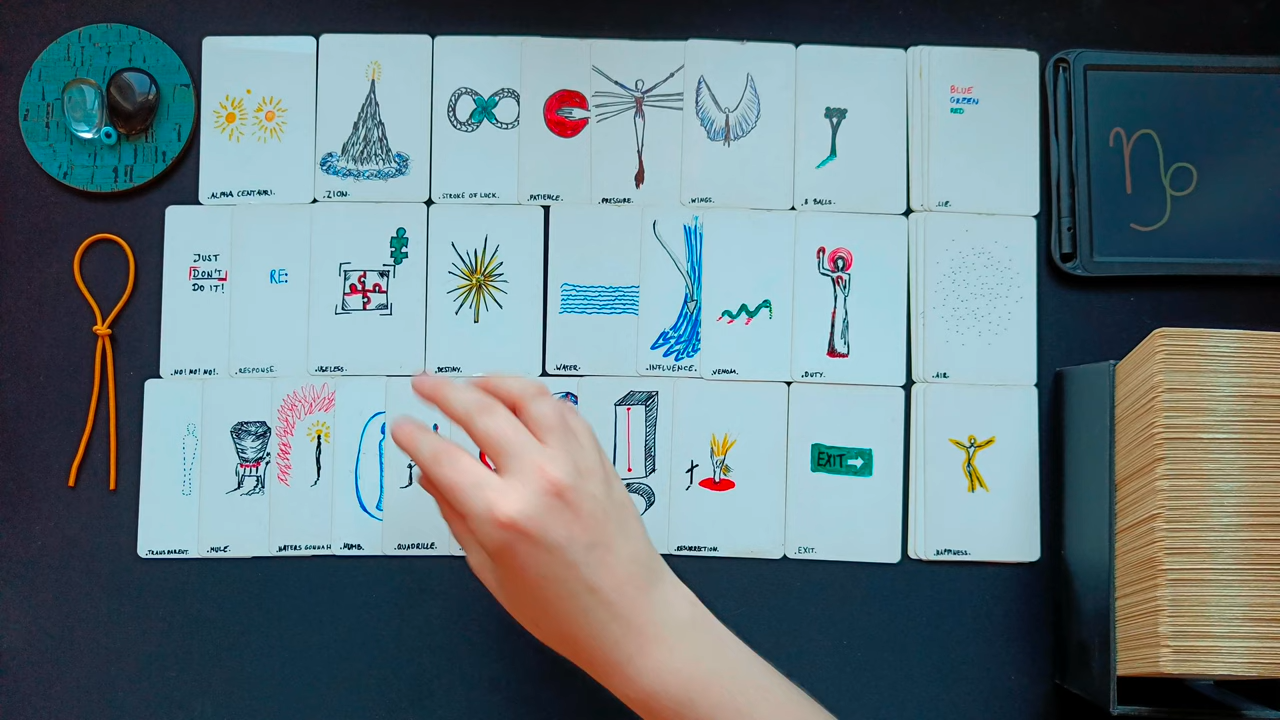 BLUE
GREEN
RED
.ALPHA CENTAURI.
.ZION.
.STROKE OF LUCK.
.PATIENCE.
.PRESSURE.
.WINGS.
.8 BALLS.
.LIE.
JUST
DON'T
DO IT!
RE:
.NO! NO! NO!.
.RESPONSE.
.USELESS.
.DESTINY.
.WATER.
.INFLUENCE.
.VENOM.
.DUTY.
.AIR.
EXIT
.TRANSPARENT.
.MULE.
.HATERS GONNA H
.NUMB.
.QUADRILLE.
.RESURRECTION.
.EXIT.
.HAPPINESS.